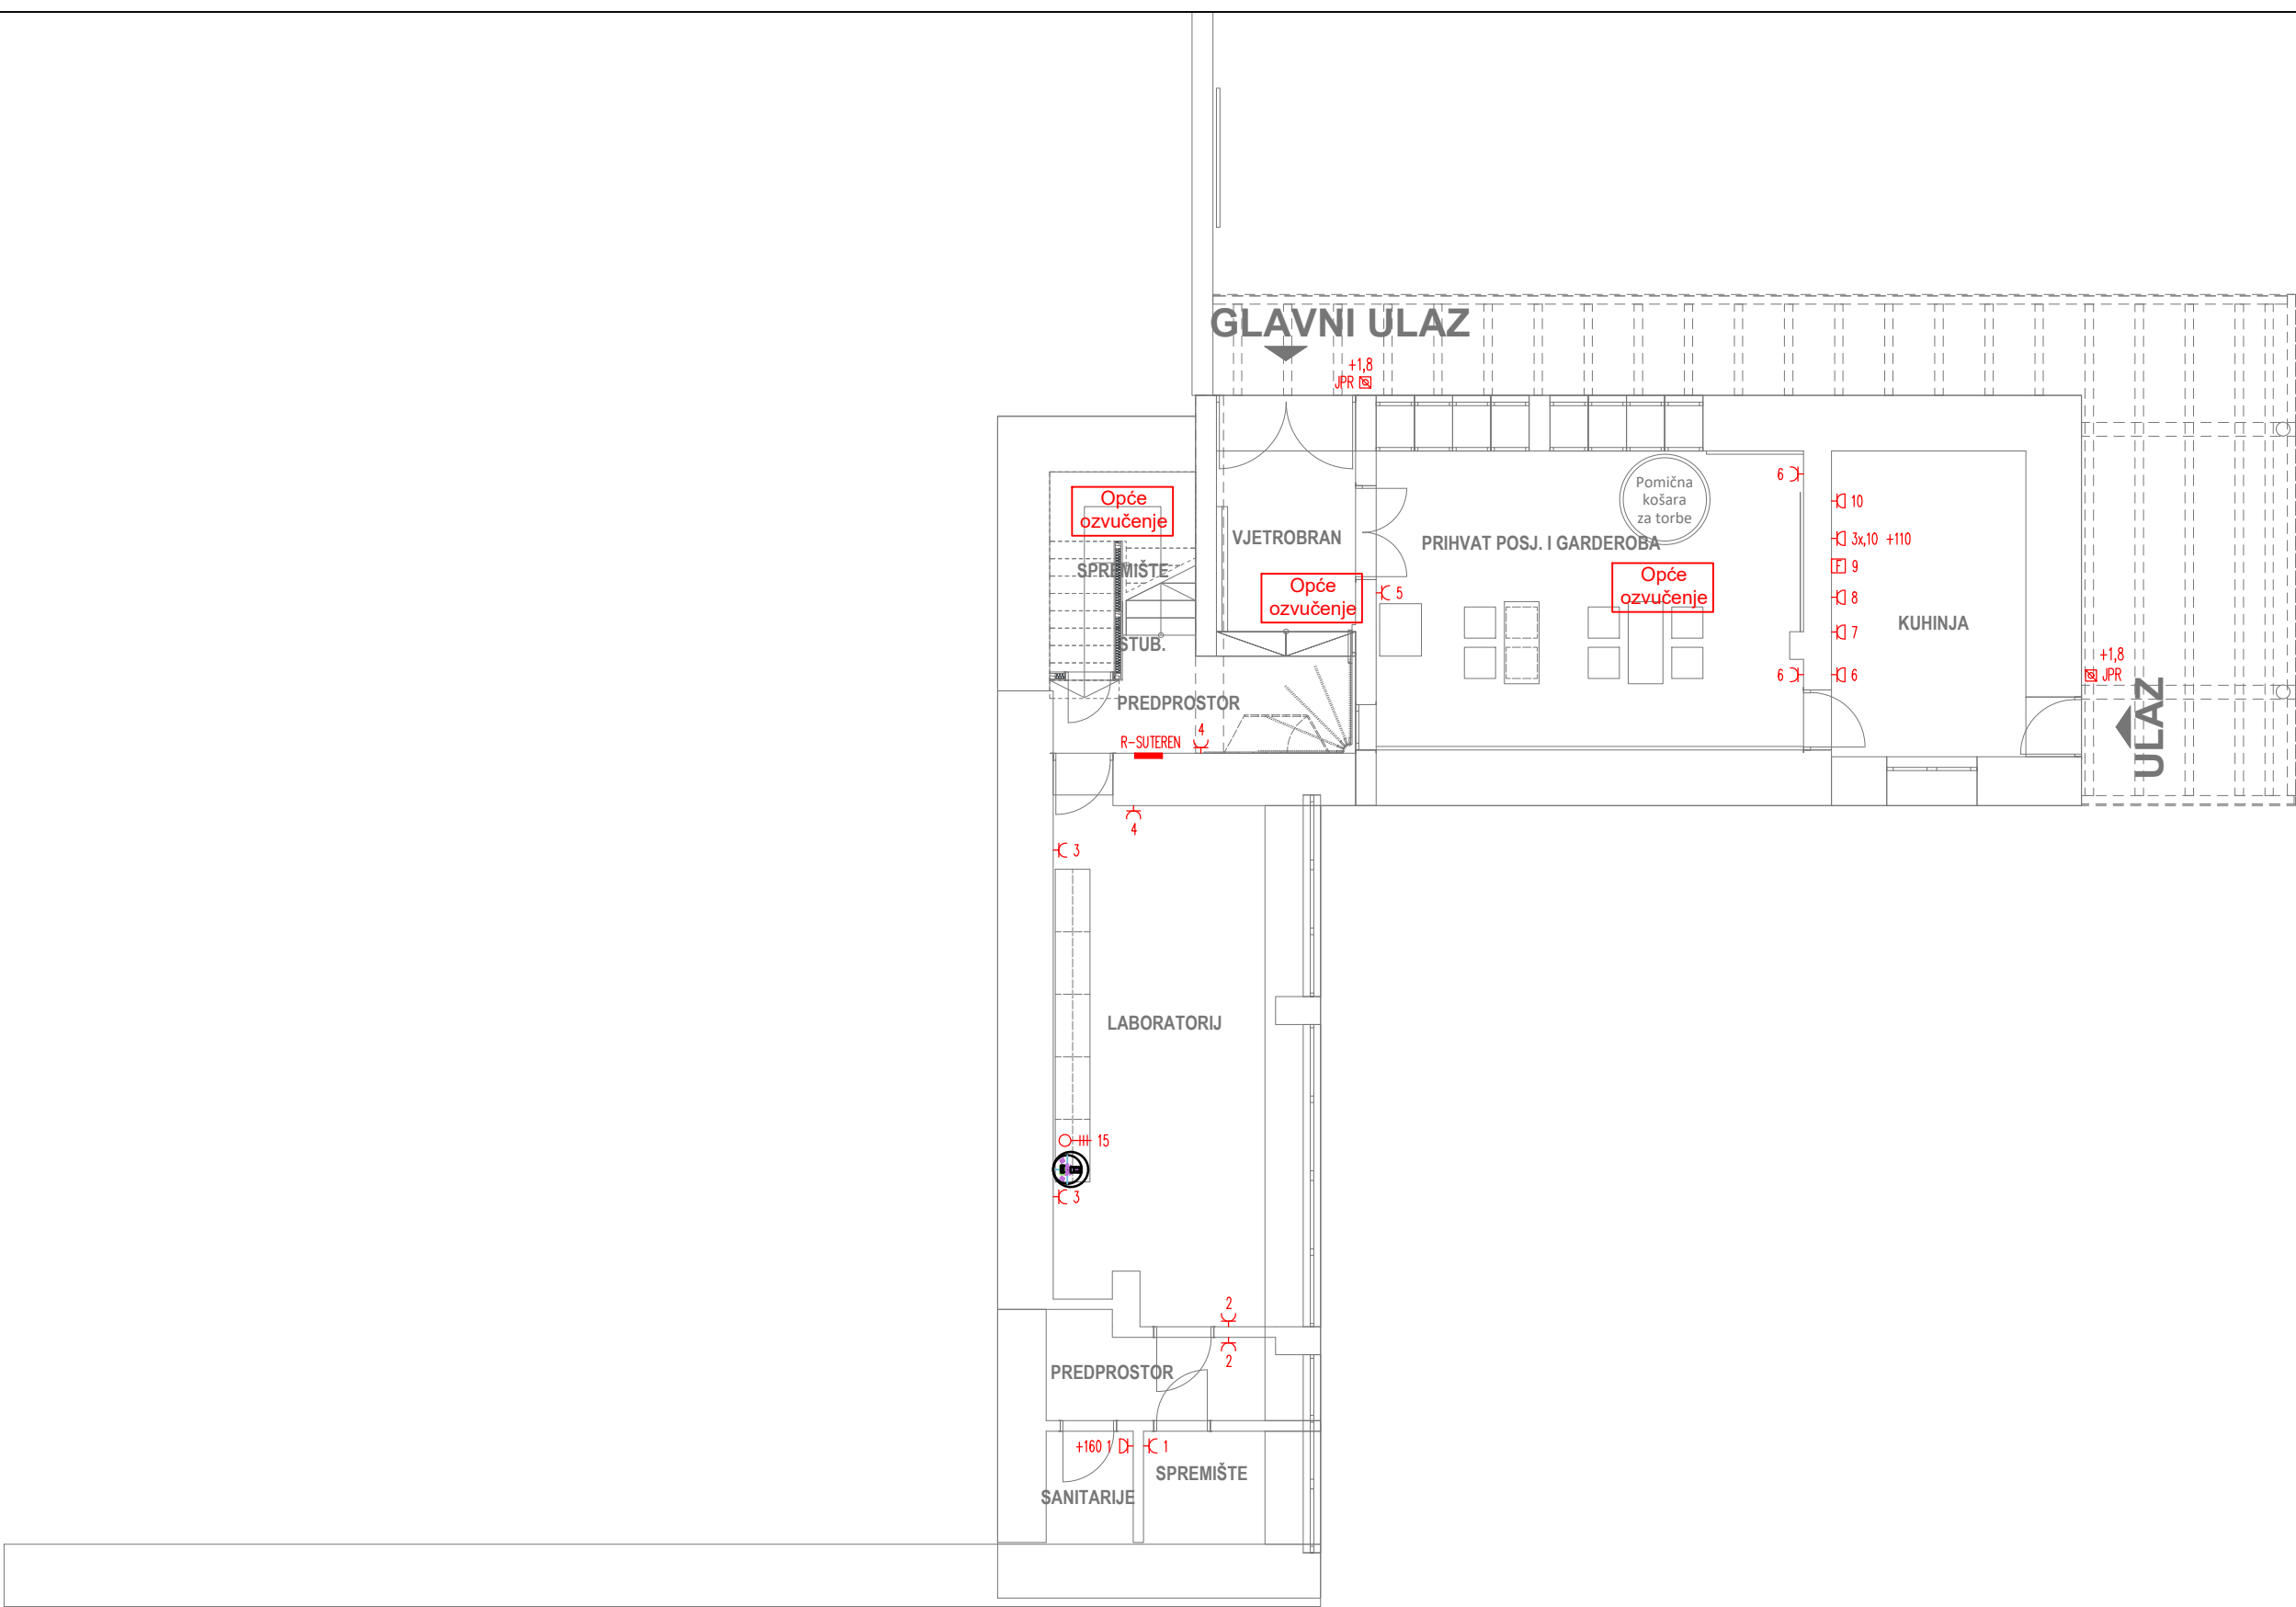 GLAVNI ULAZ
+1,8
JPR
Opće
ozvučenje
SPREMIŠTE
STUB.
VJETROBRAN
Opće
ozvučenje
5
PRIHVAT POSJ. I GARDEROBA
Pomična
košara
za torbe
Opće
ozvučenje
6
6
10
3x,10 +110
F 9
8
7
6
KUHINJA
+1,8
JPR
ULAZ
PREDPROSTOR
R-SUTEREN
4
4
3
LABORATORIJ
15
3
2
2
PREDPROSTOR
+160 1
1
SPREMIŠTE
SANITARIJE